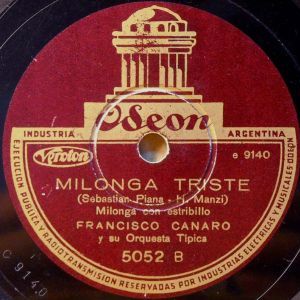 Odeon
INDUSTRIA ARGENTINA
Vproton
e 9140
MILONGA TRISTE
(Sebastian Piana - H. Manzi)
Milonga con estribillo
FRANCISCO CANARO
y su Orquesta Tipica
5052 B
EJECUCION PUBLICA Y RADIOTRANSMISION RESERVADAS POR INDUSTRIAS ELECTRICAS Y MUSICALES ODEON
C 9140